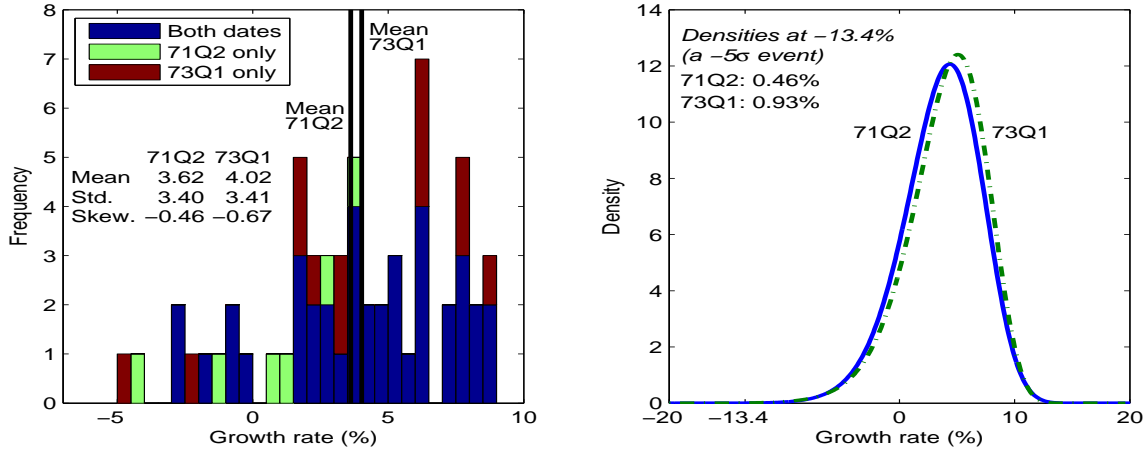 Both dates
71Q2 only
73Q1 only
Mean
73Q1
Mean
71Q2
71Q2 73Q1
Mean 3.62 4.02
Std. 3.40 3.41
Skew. −0.46 −0.67
Frequency
8
7
6
5
4
3
2
1
0
−5 0 5 10
Growth rate (%)
Densities at −13.4%
(a −5σ event)
71Q2: 0.46%
73Q1: 0.93%
71Q2 73Q1
Density
14
12
10
8
6
4
2
0
−20 −13.4 0 10 20
Growth rate (%)